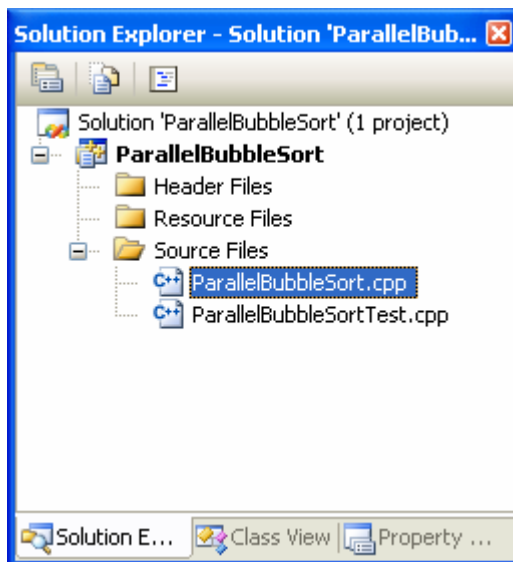 Solution Explorer - Solution 'ParallelBub...
Solution 'ParallelBubbleSort' (1 project)
ParallelBubbleSort
Header Files
Resource Files
Source Files
C++ ParallelBubbleSort.cpp
C++ ParallelBubbleSortTest.cpp
Solution E... Class View Property ...